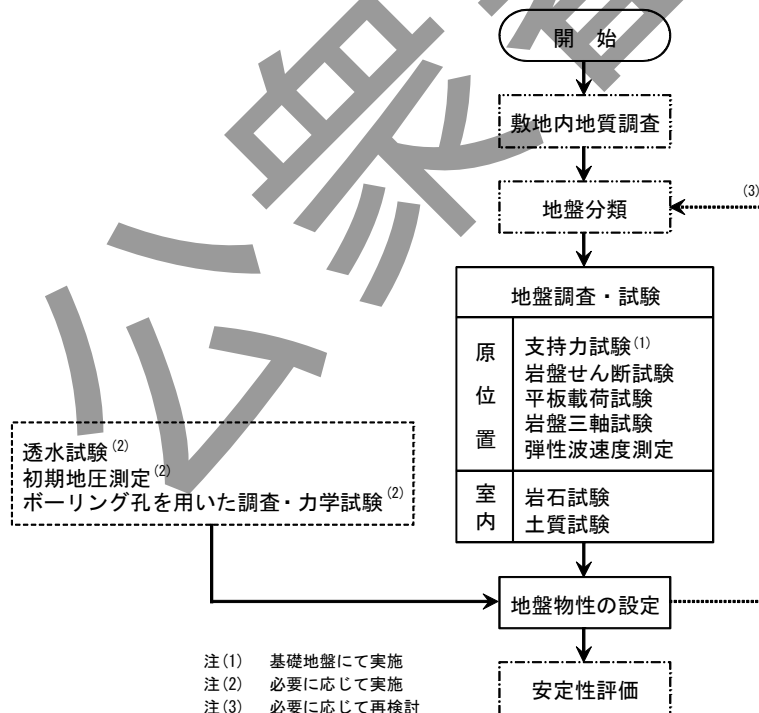 開 始
敷地内地質調査
地盤分類
(3)
地盤調査・試験
原位置
支持力試験(1)
岩盤せん断試験
平板載荷試験
岩盤三軸試験
弾性波速度測定
室内
岩石試験
土質試験
透水試験(2)
初期地圧測定(2)
ボーリング孔を用いた調査・力学試験(2)
地盤物性の設定
安定性評価
注(1) 基礎地盤にて実施
注(2) 必要に応じて実施
注(3) 必要に応じて再検討
公衆